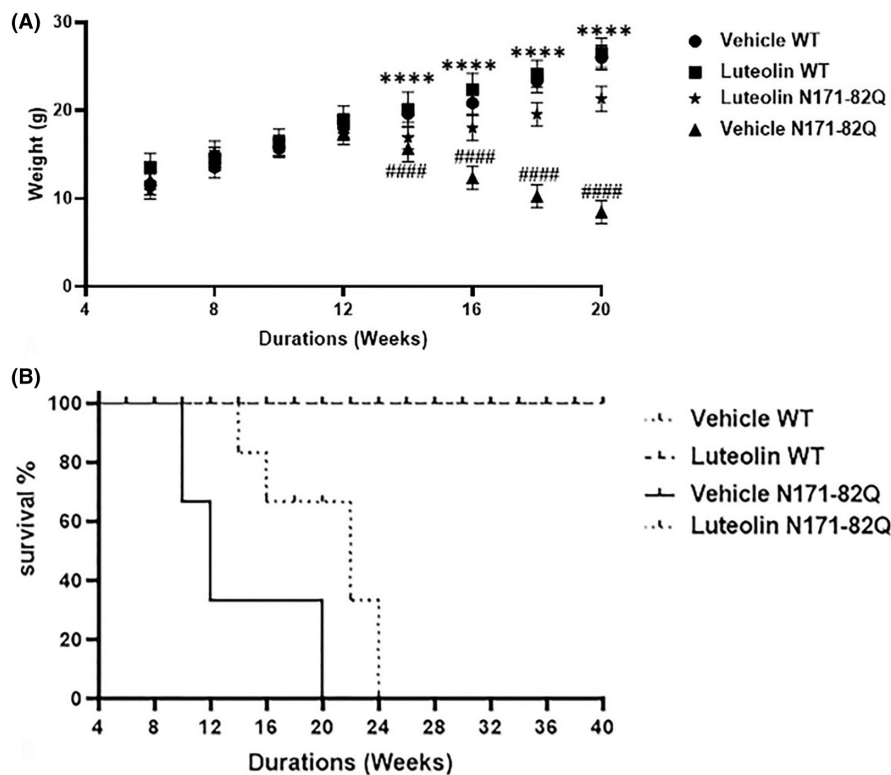 (A)
Weight (g)
30
20
10
0
4
8
12
16
20
Durations (Weeks)
**** **** **** ****
#### #### #### ####
Vehicle WT
Luteolin WT
Luteolin N171-82Q
Vehicle N171-82Q
A
(B)
survival %
100
80
60
40
20
0
4 8 12 16 20 24 28 32 36 40
Durations (Weeks)
Vehicle WT
Luteolin WT
Vehicle N171-82Q
Luteolin N171-82Q
B